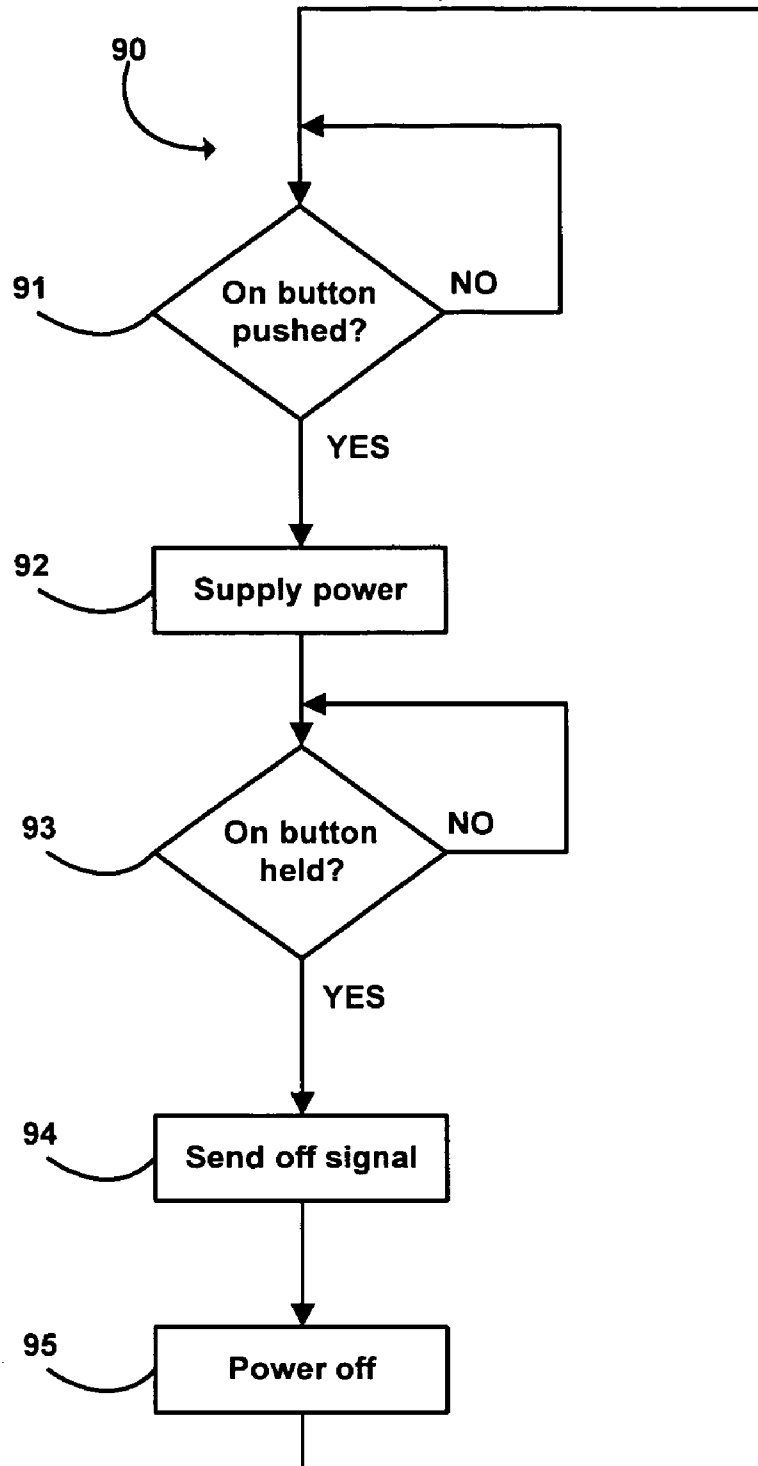 90
91
On button
pushed?
NO
YES
92
Supply power
93
On button
held?
NO
YES
94
Send off signal
95
Power off